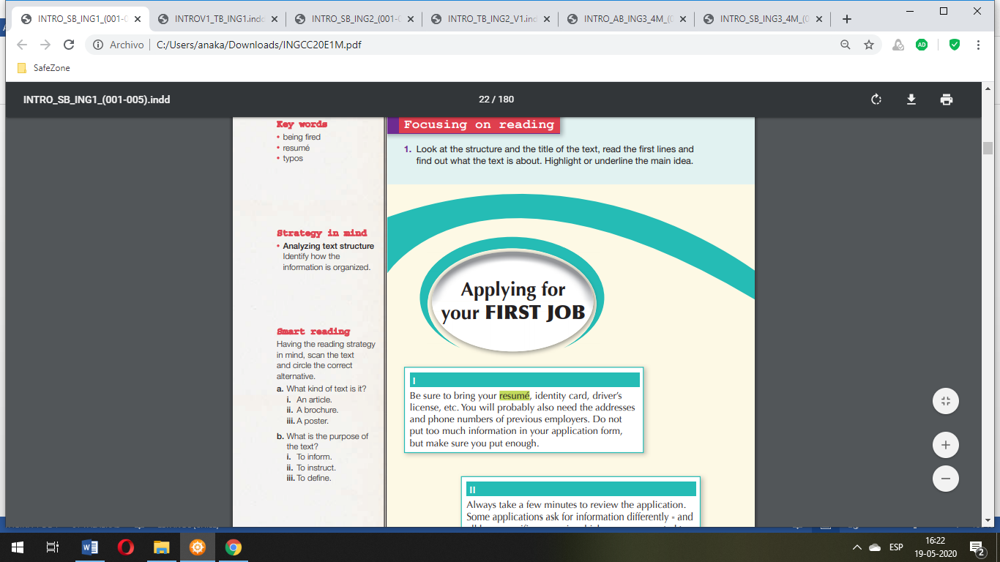 INTRO_SB_ING1_(001-0
INTROV1_TB_ING1.indd
INTRO_SB_ING2_(001-0
INTRO_TB_ING2_V1.ind
INTRO_AB_ING3_4M_(0
INTRO_SB_ING3_4M_(0
Archivo C:/Users/anaka/Downloads/INGCC20E1M.pdf
AD
SafeZone
INTRO_SB_ING1_(001-005).indd
22 / 180
Key words
• being fired
• resumé
• typos
Strategy in mind
• Analyzing text structure
Identify how the
information is organized.
Smart reading
Having the reading strategy
in mind, scan the text
and circle the correct
alternative.
a. What kind of text is it?
i. An article.
ii. A brochure.
iii. A poster.
b. What is the purpose of
the text?
i. To inform.
ii. To instruct.
iii. To define.
Focusing on reading
1. Look at the structure and the title of the text, read the first lines and
find out what the text is about. Highlight or underline the main idea.
Applying for
your FIRST JOB
I
Be sure to bring your resumé, identity card, driver's
license, etc. You will probably also need the addresses
and phone numbers of previous employers. Do not
put too much information in your application form,
but make sure you put enough.
II
Always take a few minutes to review the application.
Some applications ask for information differently - and
ESP
16:22
19-05-2020
2